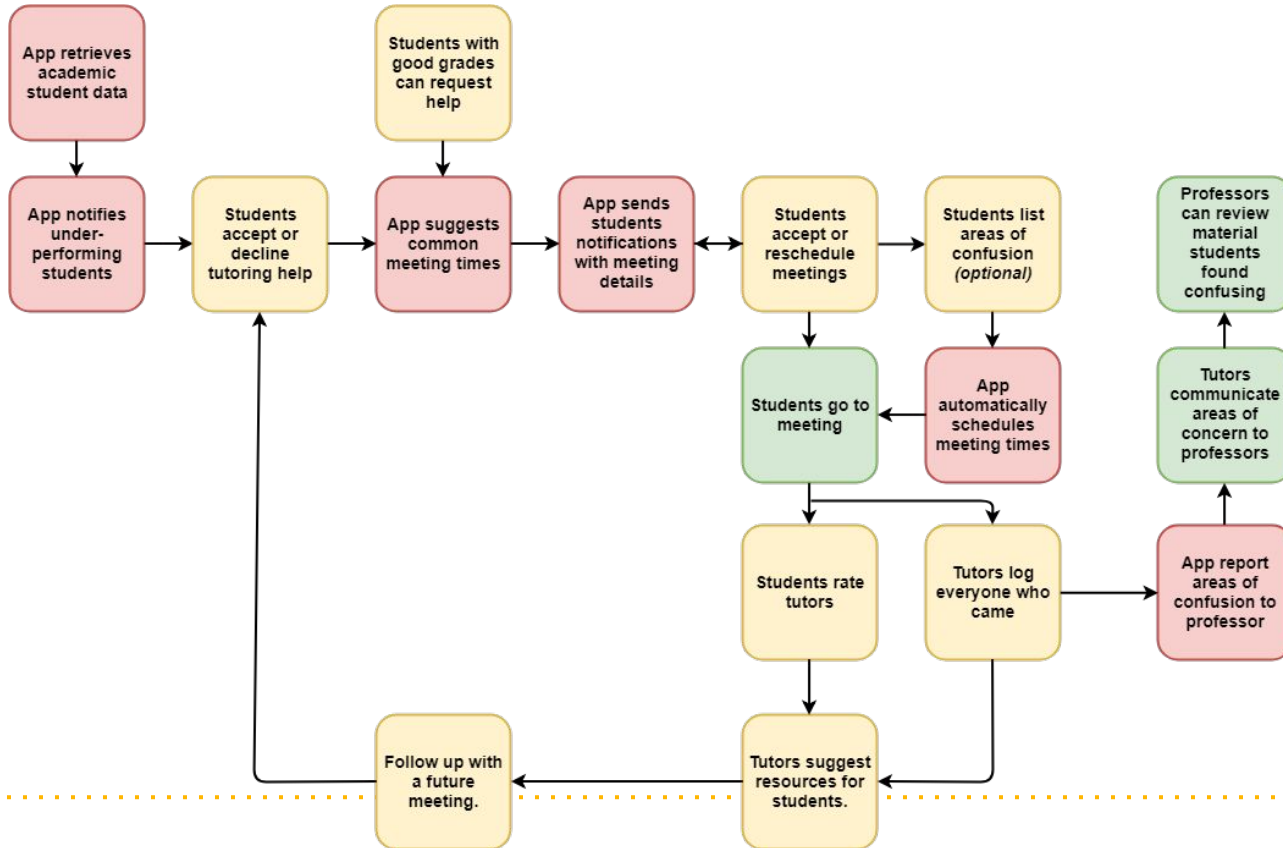 App retrieves
academic
student data
Students with
good grades
can request
help
App notifies
under-
performing
students
Students
accept or
decline
tutoring help
App suggests
common
meeting times
App sends
students
notifications
with meeting
details
Students
accept or
reschedule
meetings
Students list
areas of
confusion
(optional)
Professors
can review
material
students
found
confusing
Students go to
meeting
App
automatically
schedules
meeting times
Tutors
communicate
areas of
concern to
professors
Students rate
tutors
Tutors log
everyone who
came
App report
areas of
confusion to
professor
Follow up with
a future
meeting.
Tutors suggest
resources for
students.